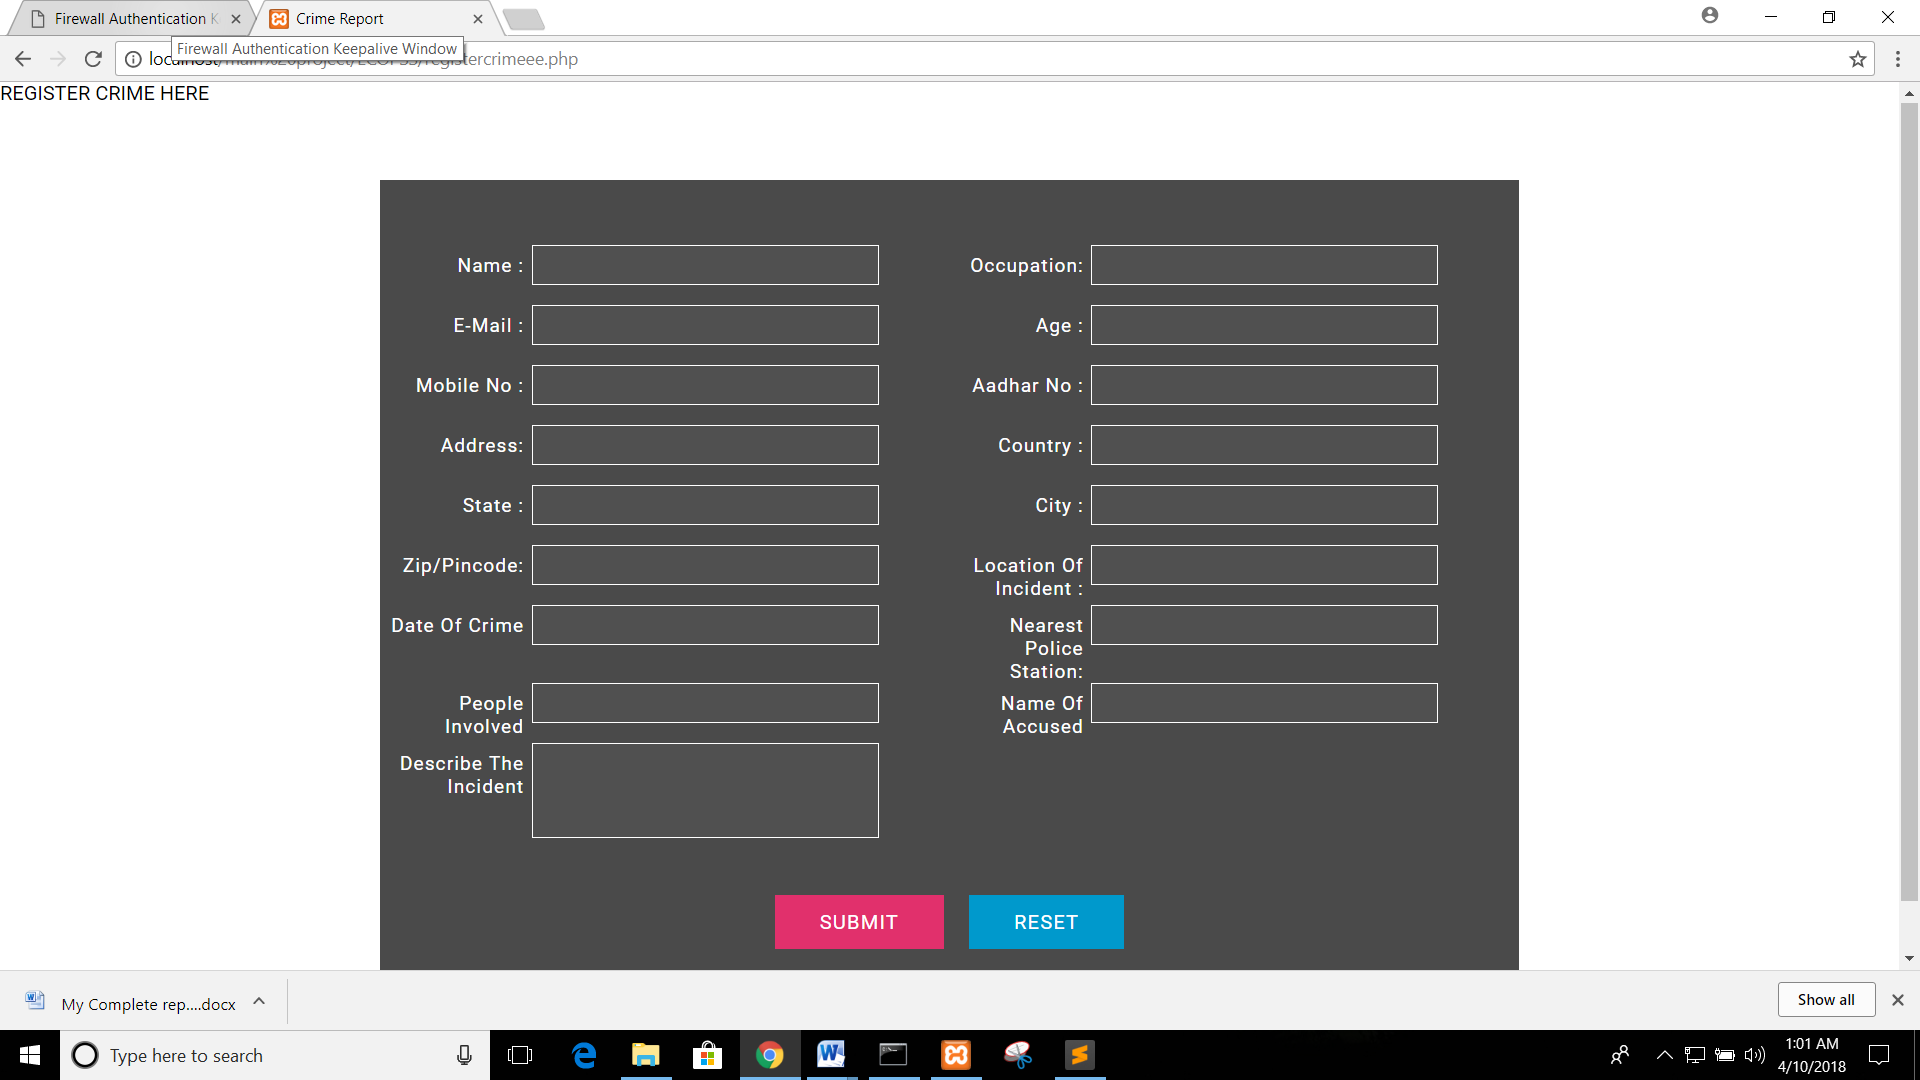 Firewall Authentication K
Crime Report
Firewall Authentication Keepalive Window
registercrimeee.php
REGISTER CRIME HERE
Name :
Occupation:
E-Mail :
Age :
Mobile No :
Aadhar No :
Address:
Country :
State :
City :
Zip/Pincode:
Location Of
Incident :
Date Of Crime
Nearest
Police
Station:
People
Involved
Name Of
Accused
Describe The
Incident
SUBMIT
RESET
My Complete rep....docx
Show all
Type here to search
1:01 AM
4/10/2018